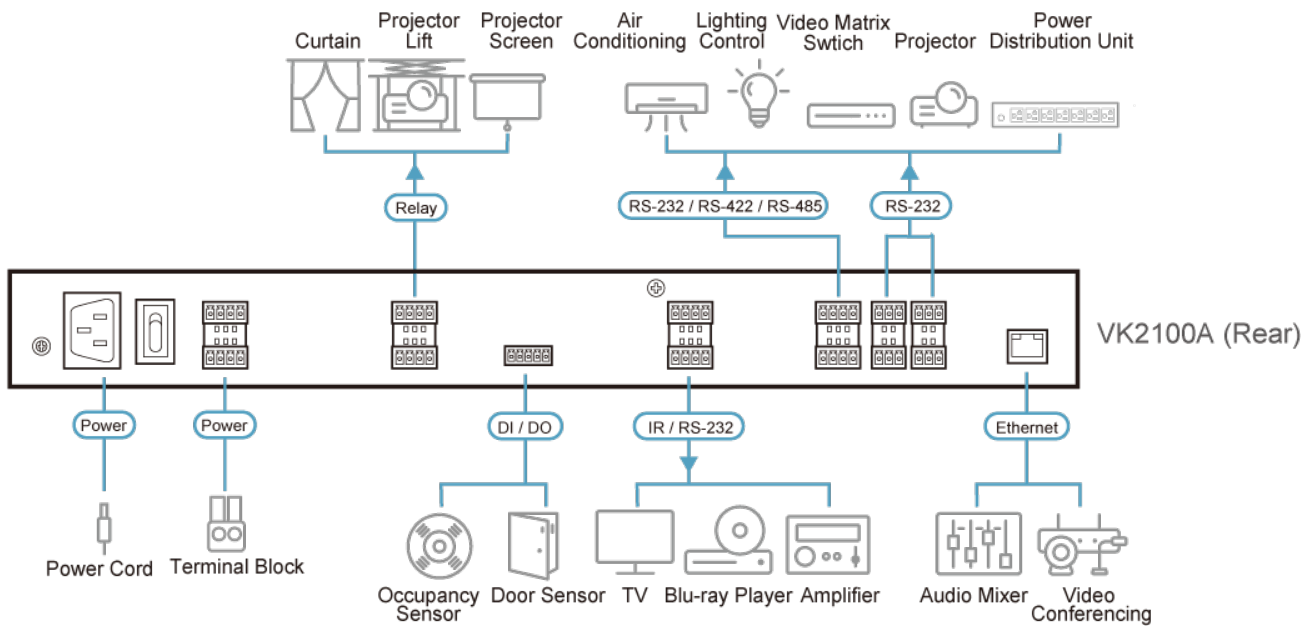 Curtain
Projector
Lift
Projector
Screen
Air
Conditioning
Lighting
Control
Video Matrix
Swtich
Projector
Power
Distribution Unit
Relay
RS-232 / RS-422 / RS-485
RS-232
VK2100A (Rear)
Power
Power
DI / DO
IR / RS-232
Ethernet
Power Cord
Terminal Block
Occupancy
Sensor
Door Sensor
TV
Blu-ray Player
Amplifier
Audio Mixer
Video
Conferencing